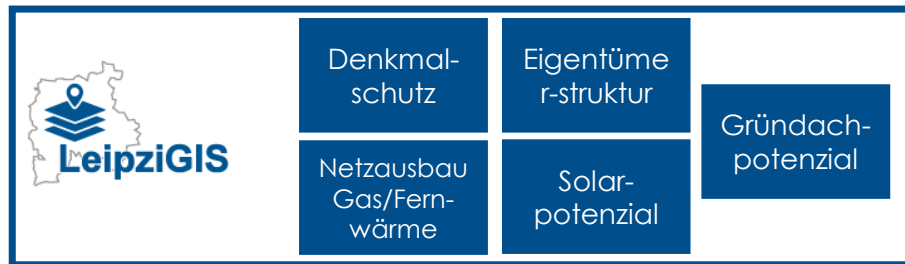 LeipziGIS
Denkmal-
schutz
Eigentüme
r-struktur
Netzausbau
Gas/Fern-
wärme
Solar-
potenzial
Gründach-
potenzial